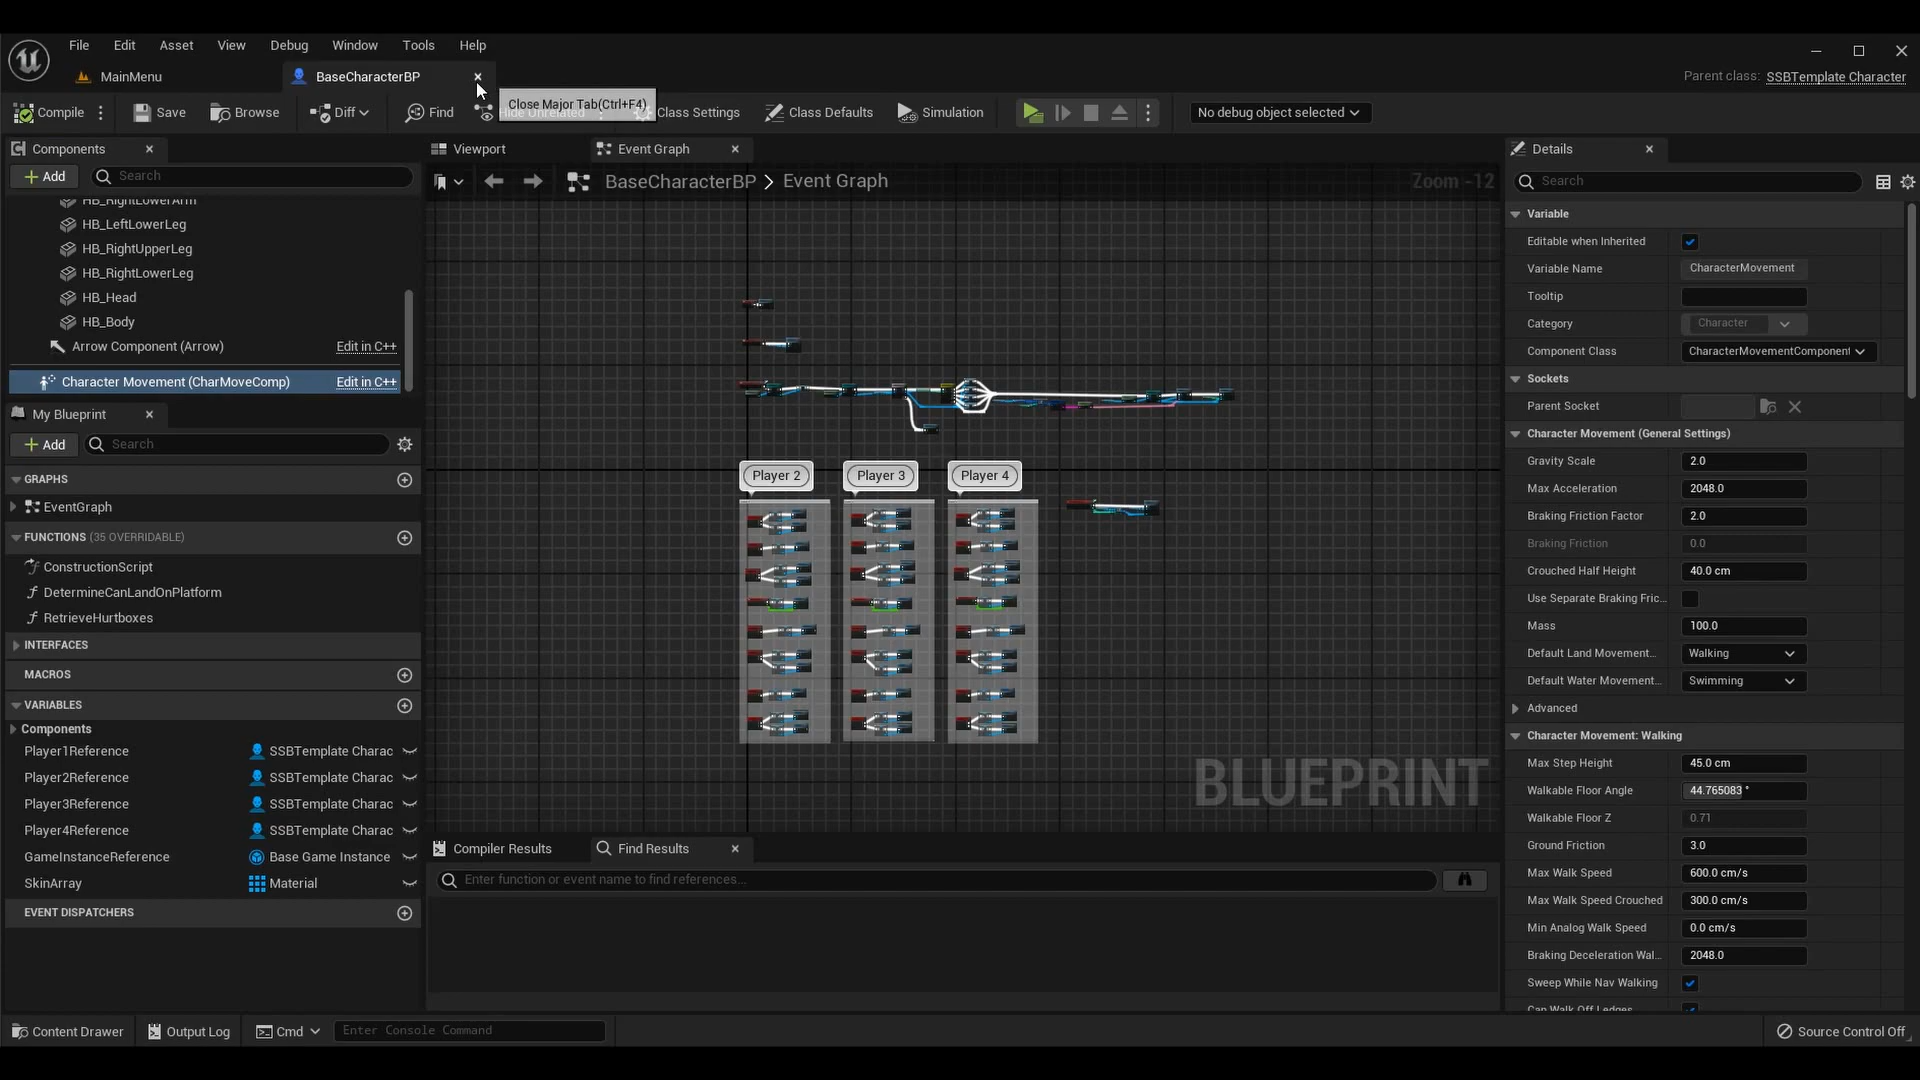 File Edit Asset View Debug Window Tools Help
MainMenu
BaseCharacterBP
Parent class: SSBTemplate Character
Close Major Tab(Ctrl+F4)
Compile Save Browse Diff Find Hide Unrelated Class Settings Class Defaults Simulation No debug object selected
Components
Add
Search
HB_RightLowerArm
HB_LeftLowerLeg
HB_RightUpperLeg
HB_RightLowerLeg
HB_Head
HB_Body
Arrow Component (Arrow) Edit in C++
Character Movement (CharMoveComp) Edit in C++
My Blueprint
Add
Search
GRAPHS
EventGraph
FUNCTIONS (35 OVERRIDABLE)
ConstructionScript
DetermineCanLandOnPlatform
RetrieveHurtboxes
INTERFACES
MACROS
VARIABLES
Components
Player1Reference SSBTemplate Charac
Player2Reference SSBTemplate Charac
Player3Reference SSBTemplate Charac
Player4Reference SSBTemplate Charac
GameInstanceReference Base Game Instance
SkinArray Material
EVENT DISPATCHERS
Viewport
Event Graph
BaseCharacterBP > Event Graph
Zoom -12
Player 2
Player 3
Player 4
BLUEPRINT
Compiler Results
Find Results
Enter function or event name to find references...
Details
Search
Variable
Editable when Inherited
Variable Name CharacterMovement
Tooltip
Category Character
Component Class CharacterMovementComponent
Sockets
Parent Socket
Character Movement (General Settings)
Gravity Scale 2.0
Max Acceleration 2048.0
Braking Friction Factor 2.0
Braking Friction 0.0
Crouched Half Height 40.0 cm
Use Separate Braking Fric...
Mass 100.0
Default Land Movement... Walking
Default Water Movement... Swimming
Advanced
Character Movement: Walking
Max Step Height 45.0 cm
Walkable Floor Angle 44.765083 °
Walkable Floor Z 0.71
Ground Friction 3.0
Max Walk Speed 600.0 cm/s
Max Walk Speed Crouched 300.0 cm/s
Min Analog Walk Speed 0.0 cm/s
Braking Deceleration Wal... 2048.0
Sweep While Nav Walking
Can Walk Off Ledges
Content Drawer
Output Log
Cmd
Enter Console Command
Source Control Off